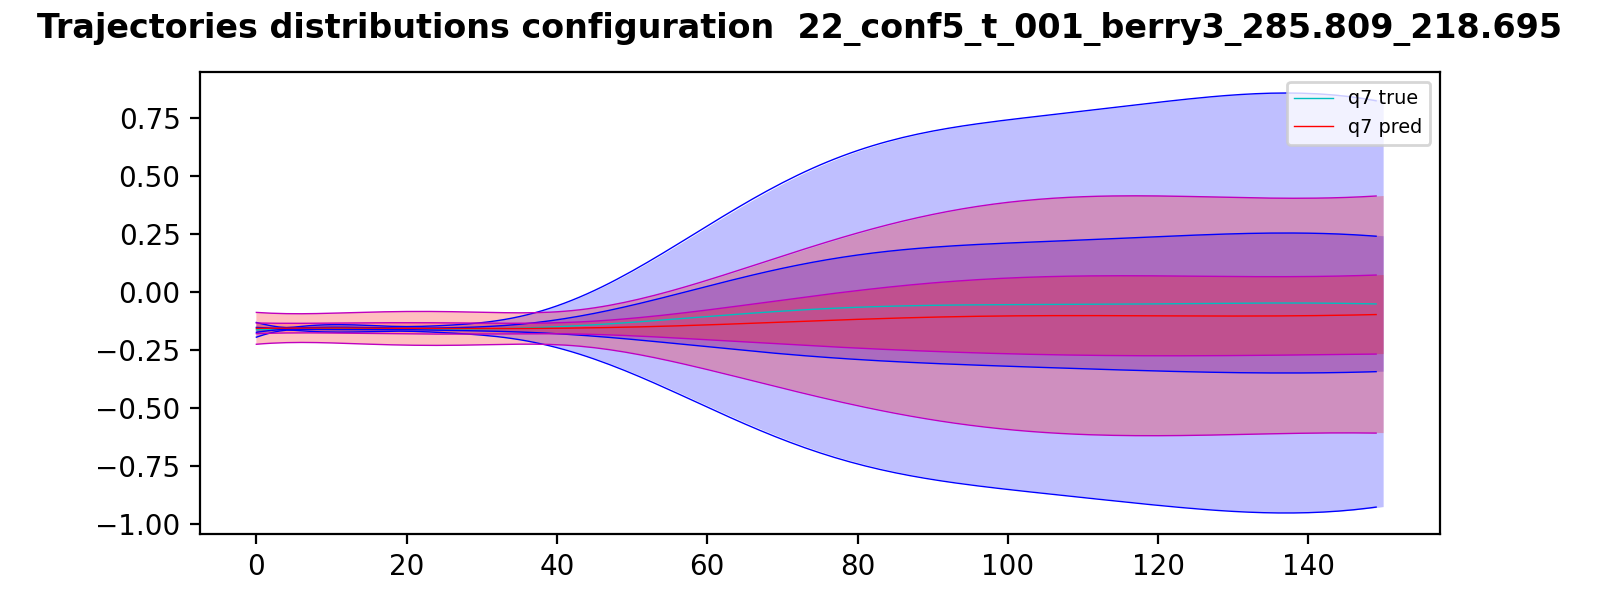 Trajectories distributions configuration  22_conf5_t_001_berry3_285.809_218.695
q7 true
q7 pred
0.75
0.50
0.25
0.00
−0.25
−0.50
−0.75
−1.00
0 20 40 60 80 100 120 140